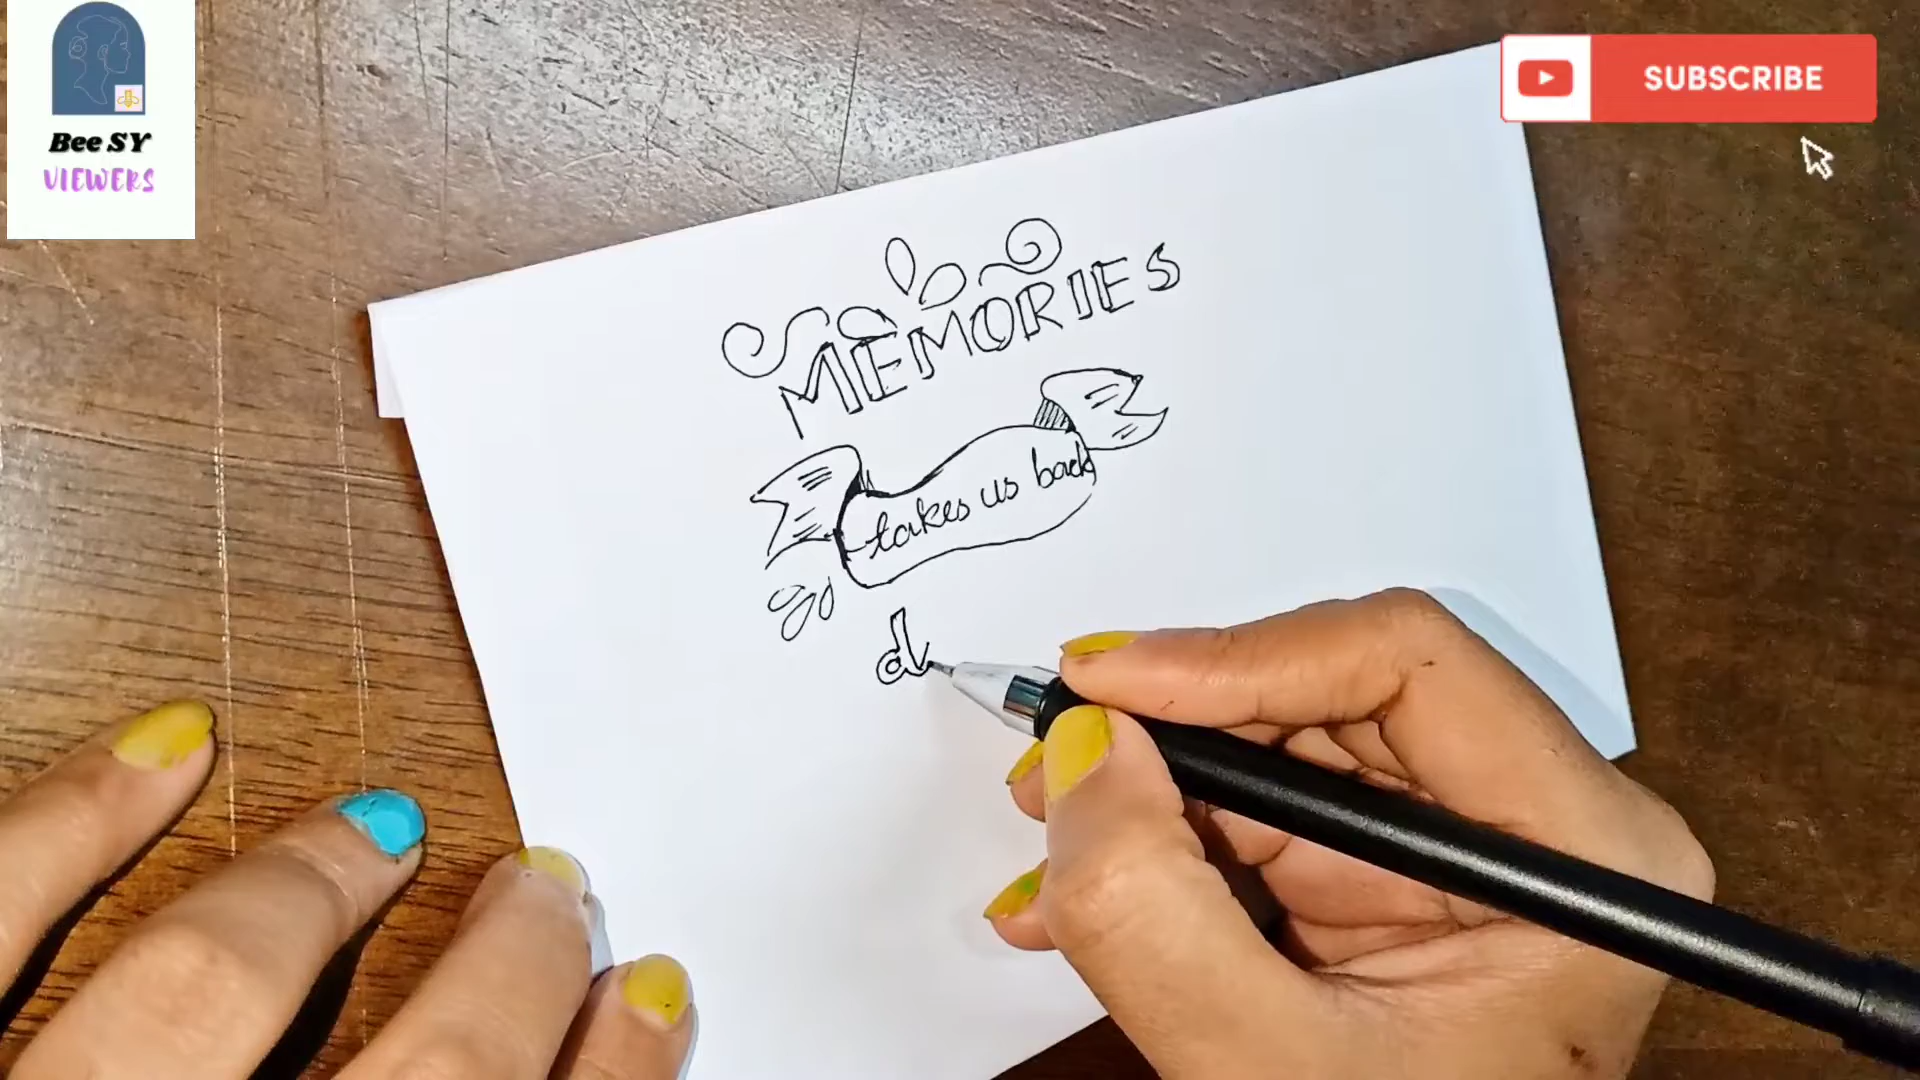 Bee SY
VIEWERS
SUBSCRIBE
MEMORIES
takes us back
d